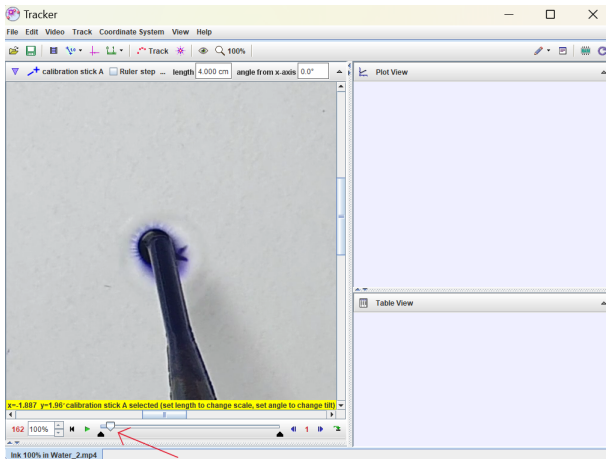 Tracker
File Edit Video Track Coordinate System View Help
Track 100%
calibration stick A Ruler step ... length 4.000 cm angle from x-axis 0.0°
Plot View
Table View
x=-1.887 y=1.96 calibration stick A selected (set length to change scale, set angle to change tilt)
162 100% 1
Ink 100% in Water_2.mp4